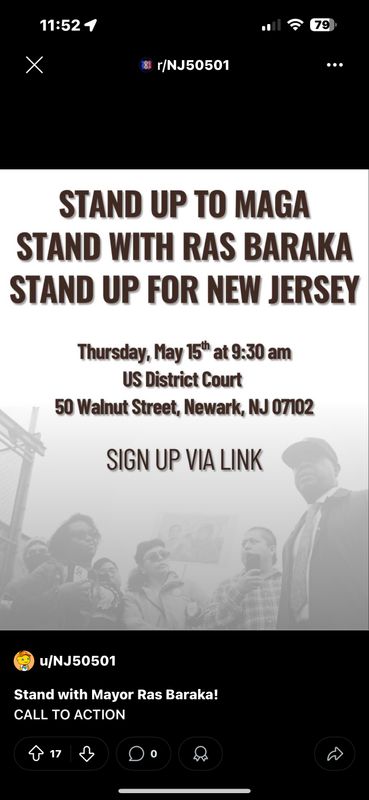 11:52
79
r/NJ50501
STAND UP TO MAGA
STAND WITH RAS BARAKA
STAND UP FOR NEW JERSEY
Thursday, May 15th at 9:30 am
US District Court
50 Walnut Street, Newark, NJ 07102
SIGN UP VIA LINK
u/NJ50501
Stand with Mayor Ras Baraka!
CALL TO ACTION
17
0